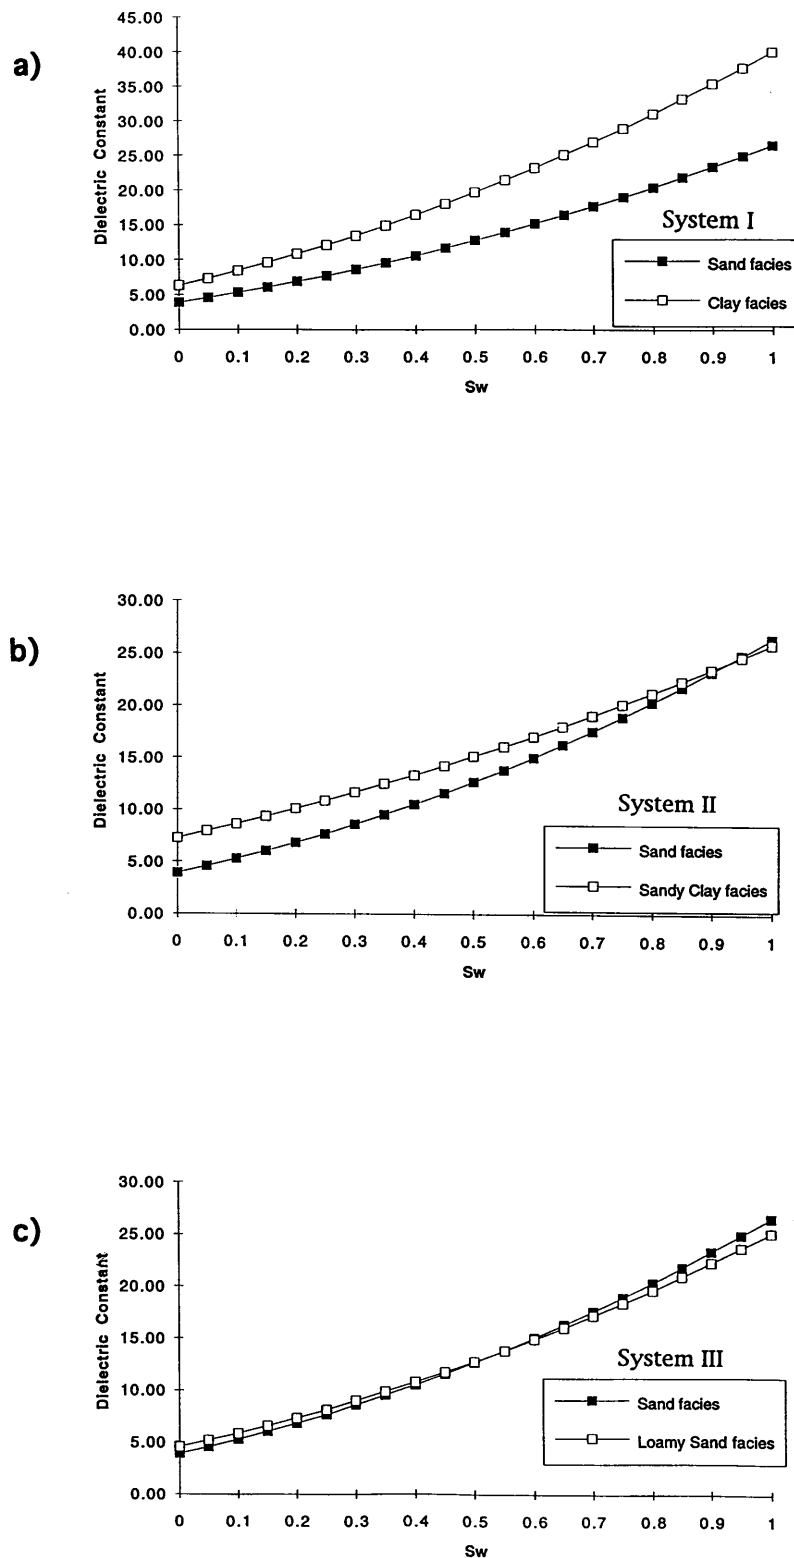 a)
Dielectric Constant
45.00
40.00
35.00
30.00
25.00
20.00
15.00
10.00
5.00
0.00
0 0.1 0.2 0.3 0.4 0.5 0.6 0.7 0.8 0.9 1
Sw
System I
Sand facies
Clay facies
b)
Dielectric Constant
30.00
25.00
20.00
15.00
10.00
5.00
0.00
0 0.1 0.2 0.3 0.4 0.5 0.6 0.7 0.8 0.9 1
Sw
System II
Sand facies
Sandy Clay facies
c)
Dielectric Constant
30.00
25.00
20.00
15.00
10.00
5.00
0.00
0 0.1 0.2 0.3 0.4 0.5 0.6 0.7 0.8 0.9 1
Sw
System III
Sand facies
Loamy Sand facies